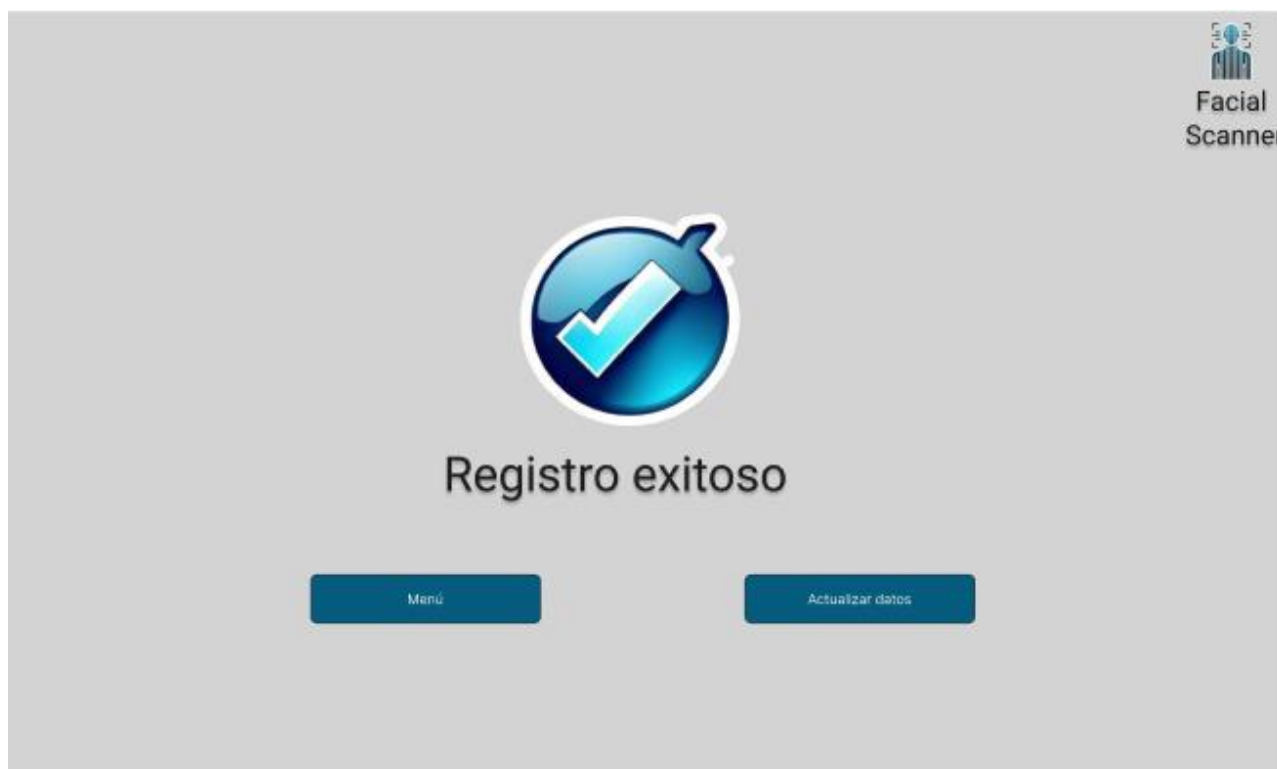 Facial
Scanner
Registro exitoso
Menú
Actualizar datos